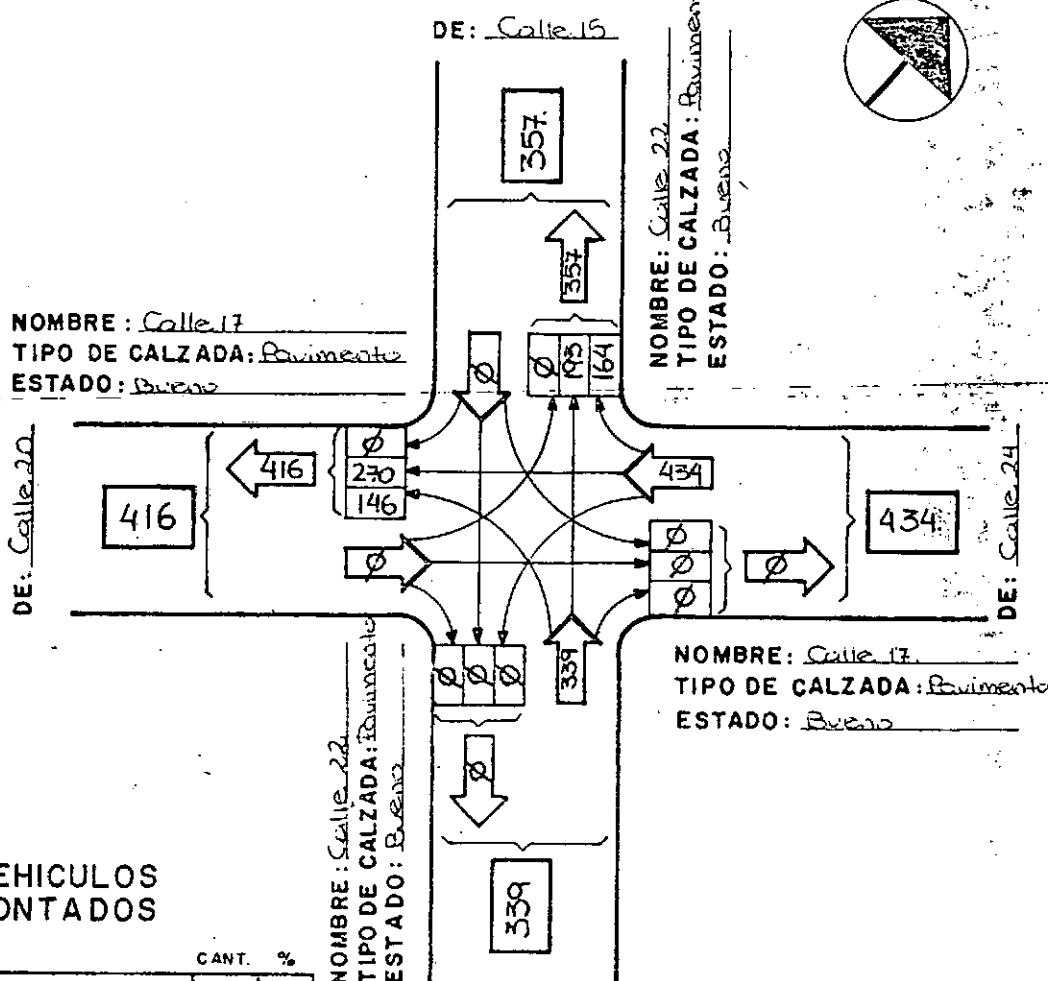 DE: Calle 15
357
357
Ø 193 164
NOMBRE: Calle 22
TIPO DE CALZADA: Pavimento
ESTADO: Bueno
NOMBRE: Calle 17
TIPO DE CALZADA: Pavimento
ESTADO: Bueno
Ø
DE: Calle 20
416
416
Ø
270
146
Ø
434
Ø
Ø
Ø
Ø
434
DE: Calle 24
Ø Ø Ø
339
Ø
339
NOMBRE: Calle 17
TIPO DE CALZADA: Pavimento
ESTADO: Bueno
NOMBRE: Calle 22
TIPO DE CALZADA: Pavimento
ESTADO: Bueno
EHICULOS
ONTADOS
CANT. %